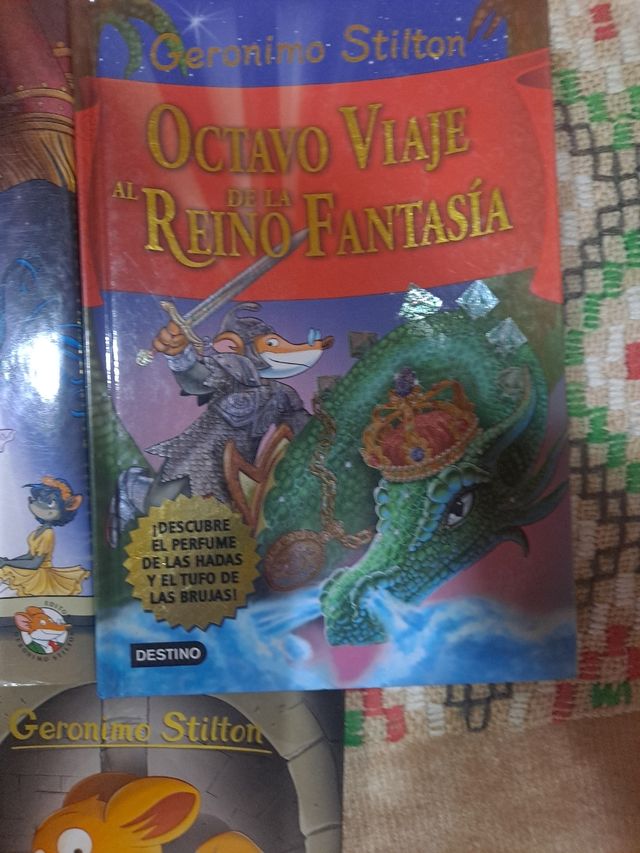 Geronimo Stilton
OCTAVO VIAJE
AL REINO DE LA FANTASÍA
¡DESCUBRE
EL PERFUME
DE LAS HADAS
Y EL TUFO DE
LAS BRUJAS!
DESTINO
Geronimo Stilton